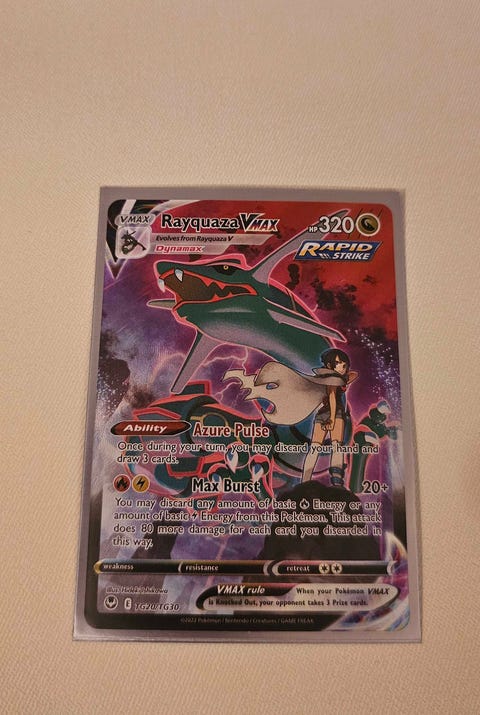 VMAX Rayquaza VMAX HP 320
Evolves from Rayquaza V
Dynamax
RAPID
STRIKE
Ability Azure Pulse
Once during your turn, you may discard your hand and
draw 3 cards.
Max Burst 20+
You may discard any amount of basic Energy or any
amount of basic Energy from this Pokémon. This attack
does 80 more damage for each card you discarded in
this way.
weakness resistance retreat
Illus. Hideki Ishikawa
VMAX rule When your Pokémon VMAX
is Knocked Out, your opponent takes 3 Prize cards.
E TG20/TG30
©2022 Pokémon / Nintendo / Creatures / GAME FREAK